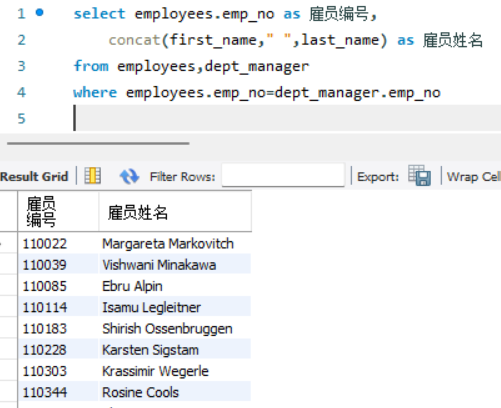 1 select employees.emp_no as 雇员编号,
2 concat(first_name," ",last_name) as 雇员姓名
3 from employees,dept_manager
4 where employees.emp_no=dept_manager.emp_no
5
Result Grid Filter Rows: Export: Wrap Cel
雇员编号 雇员姓名
110022 Margareta Markovitch
110039 Vishwani Minakawa
110085 Ebru Alpin
110114 Isamu Legleitner
110183 Shirish Ossenbruggen
110228 Karsten Sigstam
110303 Krassimir Wegerle
110344 Rosine Cools